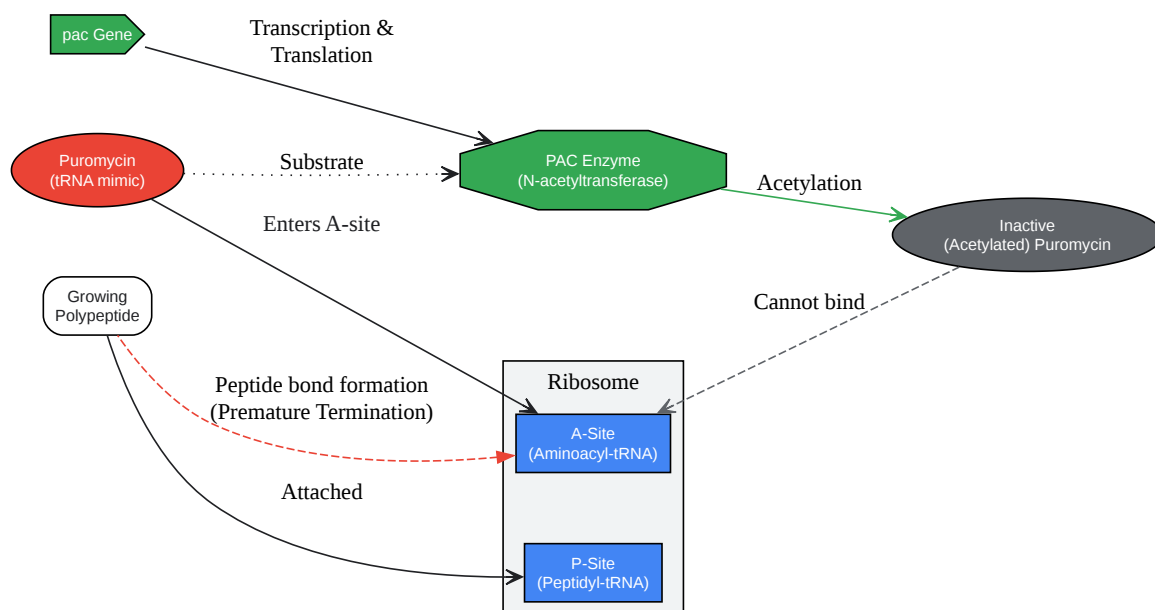 pac Gene
Transcription &
Translation
Puromycin
(tRNA mimic)
Substrate
PAC Enzyme
(N-acetyltransferase)
Acetylation
Enters A-site
Inactive
(Acetylated) Puromycin
Growing
Polypeptide
Cannot bind
Peptide bond formation
(Premature Termination)
Ribosome
A-Site
(Aminoacyl-tRNA)
Attached
P-Site
(Peptidyl-tRNA)